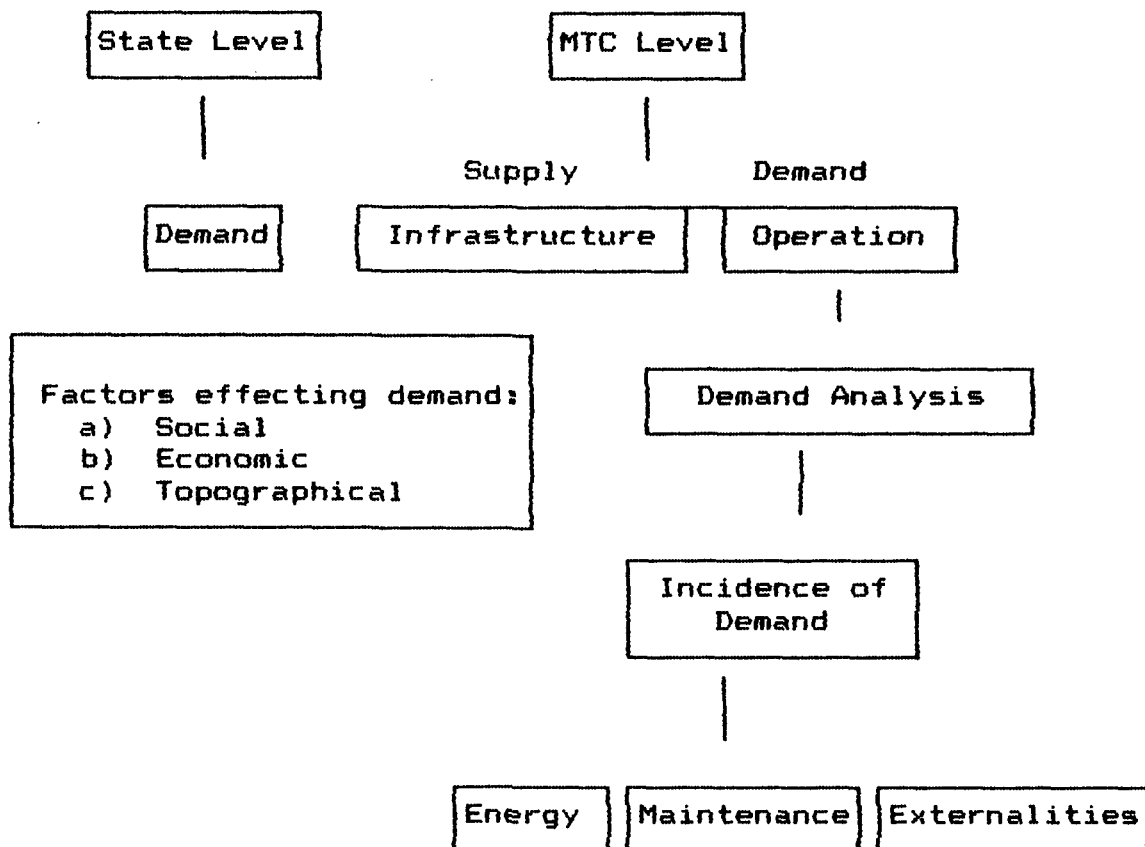 State Level
MTC Level
Supply
Demand
Demand
Infrastructure
Operation
Factors effecting demand:
a) Social
b) Economic
c) Topographical
Demand Analysis
Incidence of
Demand
Energy
Maintenance
Externalities